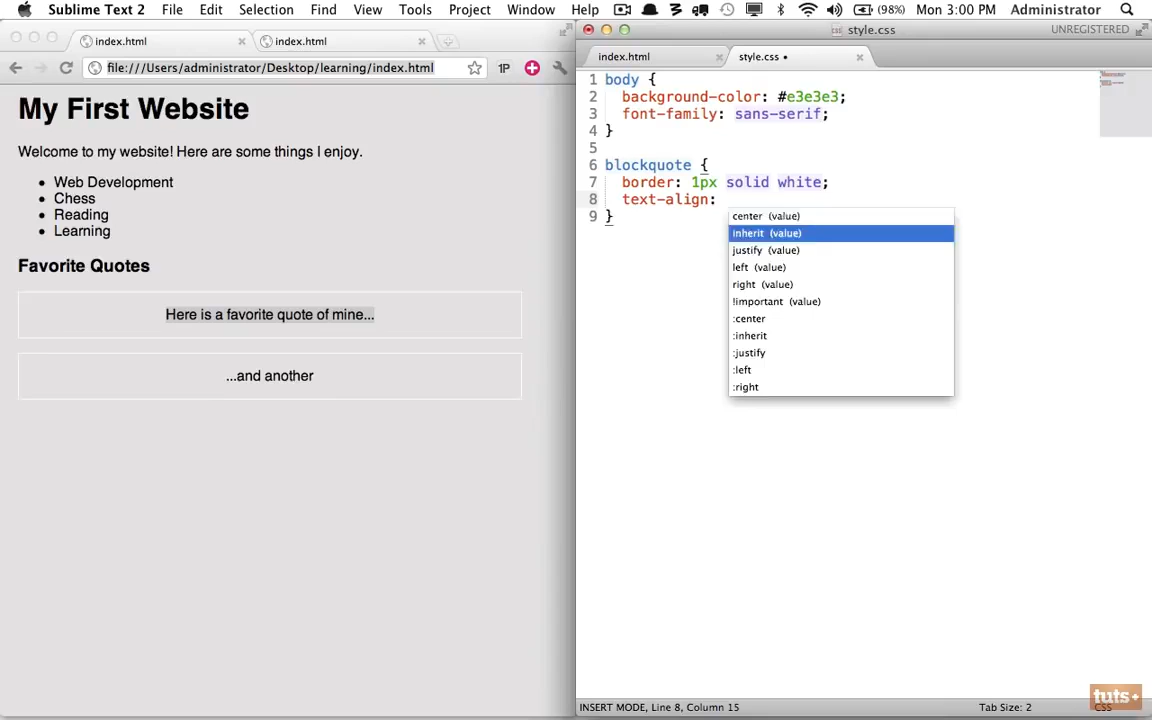 Sublime Text 2 File Edit Selection Find View Tools Project Window Help (98%) Mon 3:00 PM Administrator
index.html
index.html
file:///Users/administrator/Desktop/learning/index.html
1P
My First Website
Welcome to my website! Here are some things I enjoy.
Web Development
Chess
Reading
Learning
Favorite Quotes
Here is a favorite quote of mine...
...and another
style.css
UNREGISTERED
index.html
style.css
1 body {
2 background-color: #e3e3e3;
3 font-family: sans-serif;
4 }
5
6 blockquote {
7 border: 1px solid white;
8 text-align:
9 }
center (value)
inherit (value)
justify (value)
left (value)
right (value)
!important (value)
:center
:inherit
:justify
:left
:right
INSERT MODE, Line 8, Column 15
Tab Size: 2
CSS
tuts+